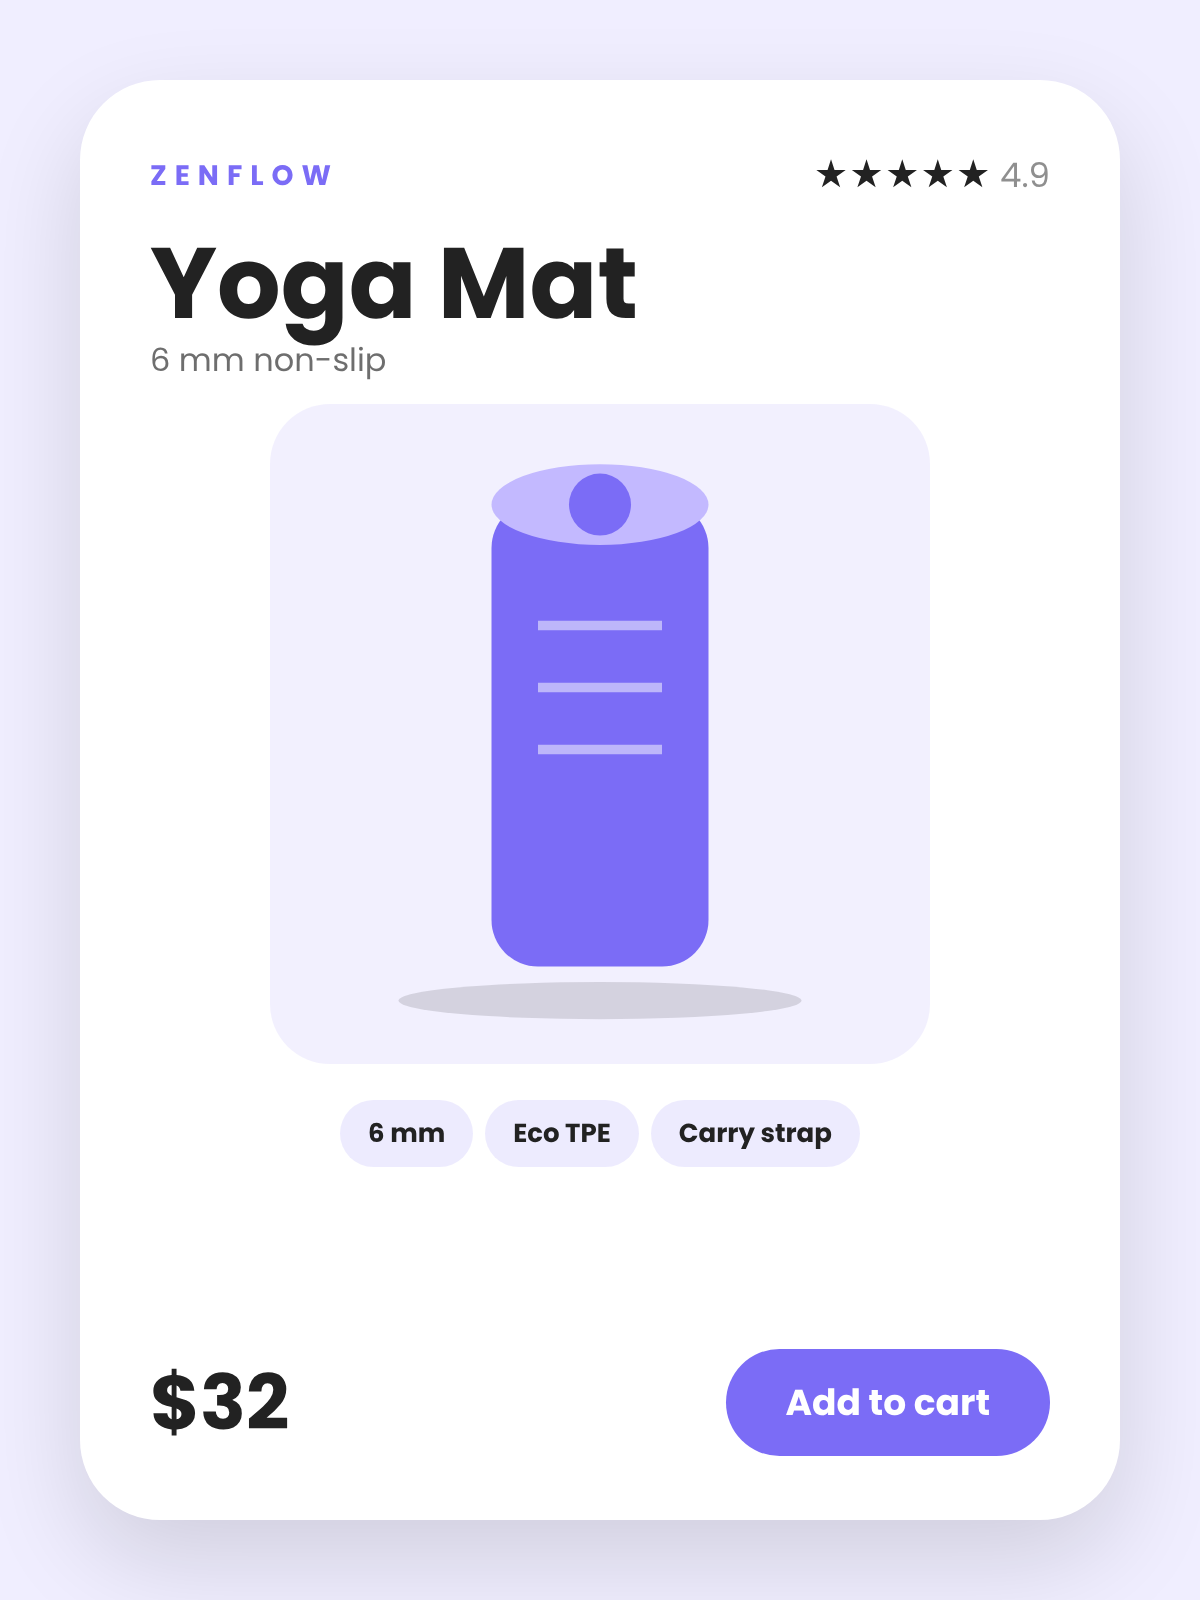 ZENFLOW ★★★★★ 4.9
Yoga Mat
6 mm non-slip
6 mm Eco TPE Carry strap
$32 Add to cart